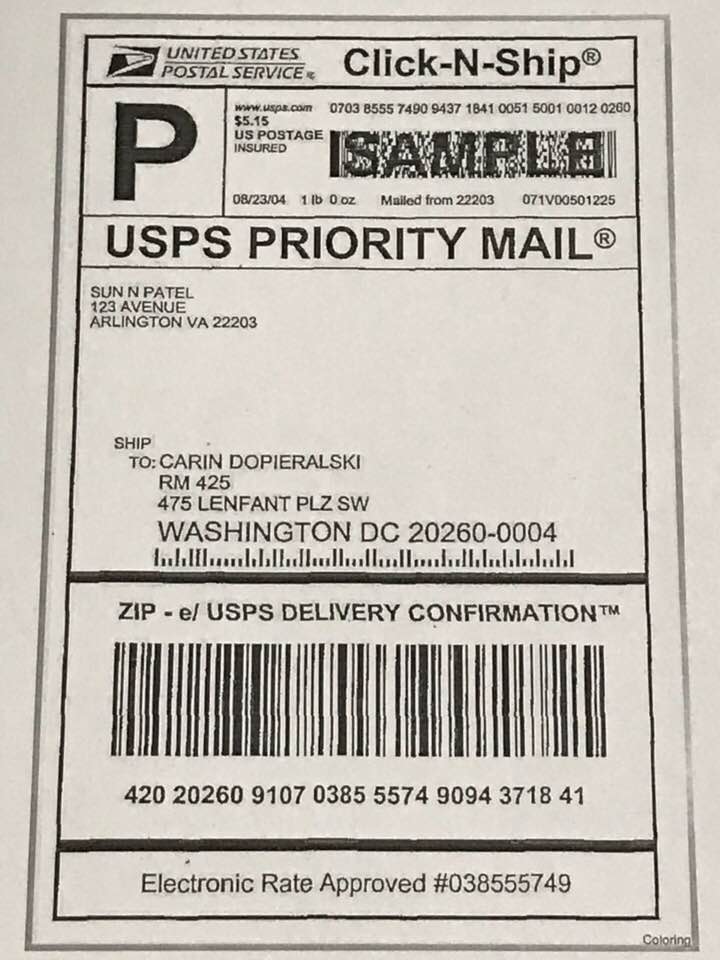 UNITED STATES
POSTAL SERVICE®
Click-N-Ship®
P
www.usps.com
$5.15
US POSTAGE
INSURED
0703 8555 7490 9437 1841 0051 5001 0012 0260
SAMPLE
08/23/04 1 lb 0 oz Mailed from 22203 071V00501225
USPS PRIORITY MAIL®
SUN N PATEL
123 AVENUE
ARLINGTON VA 22203
SHIP
TO: CARIN DOPIERALSKI
RM 425
475 LENFANT PLZ SW
WASHINGTON DC 20260-0004
ZIP - e/ USPS DELIVERY CONFIRMATION™
420 20260 9107 0385 5574 9094 3718 41
Electronic Rate Approved #038555749
Coloring